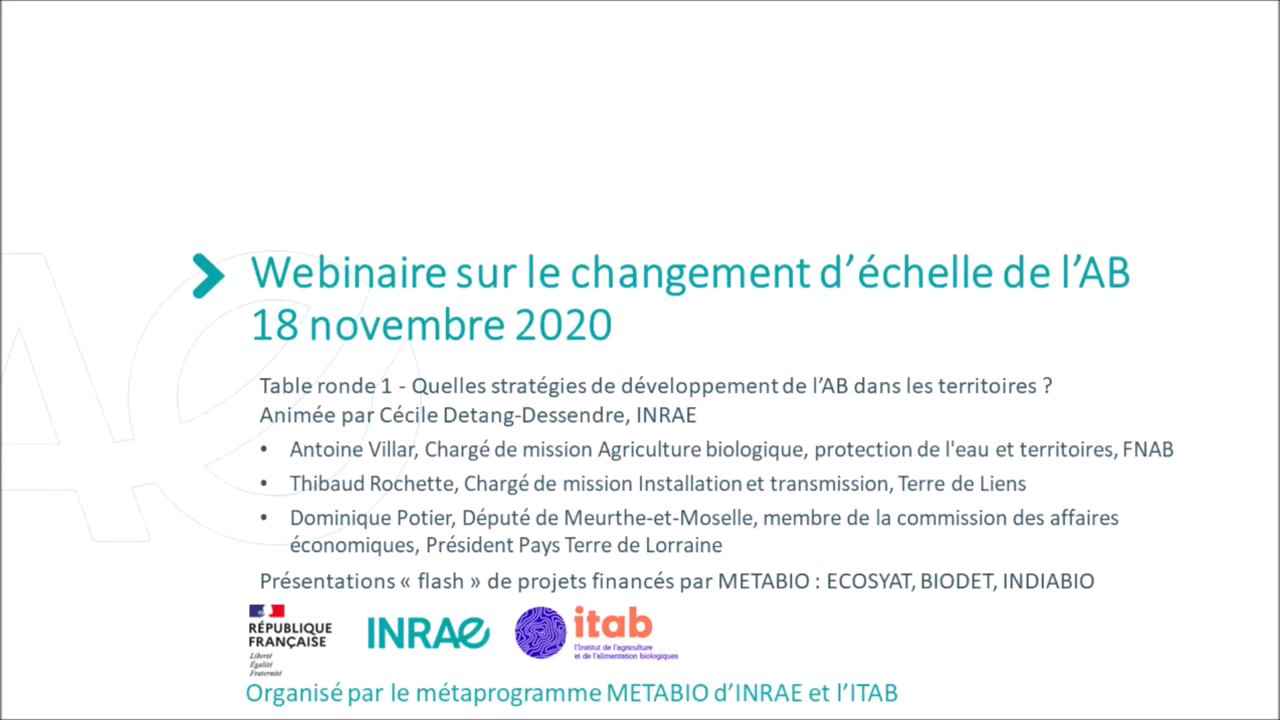 Webinaire sur le changement d’échelle de l’AB
18 novembre 2020
Table ronde 1 - Quelles stratégies de développement de l’AB dans les territoires ?
Animée par Cécile Detang-Dessendre, INRAE
• Antoine Villar, Chargé de mission Agriculture biologique, protection de l'eau et territoires, FNAB
• Thibaud Rochette, Chargé de mission Installation et transmission, Terre de Liens
• Dominique Potier, Député de Meurthe-et-Moselle, membre de la commission des affaires
économiques, Président Pays Terre de Lorraine
Présentations « flash » de projets financés par METABIO : ECOSYAT, BIODET, INDIABIO
RÉPUBLIQUE
FRANÇAISE
Liberté
Égalité
Fraternité
INRAE
itab
l'Institut de l'agriculture
et de l'alimentation biologiques
Organisé par le métaprogramme METABIO d’INRAE et l’ITAB